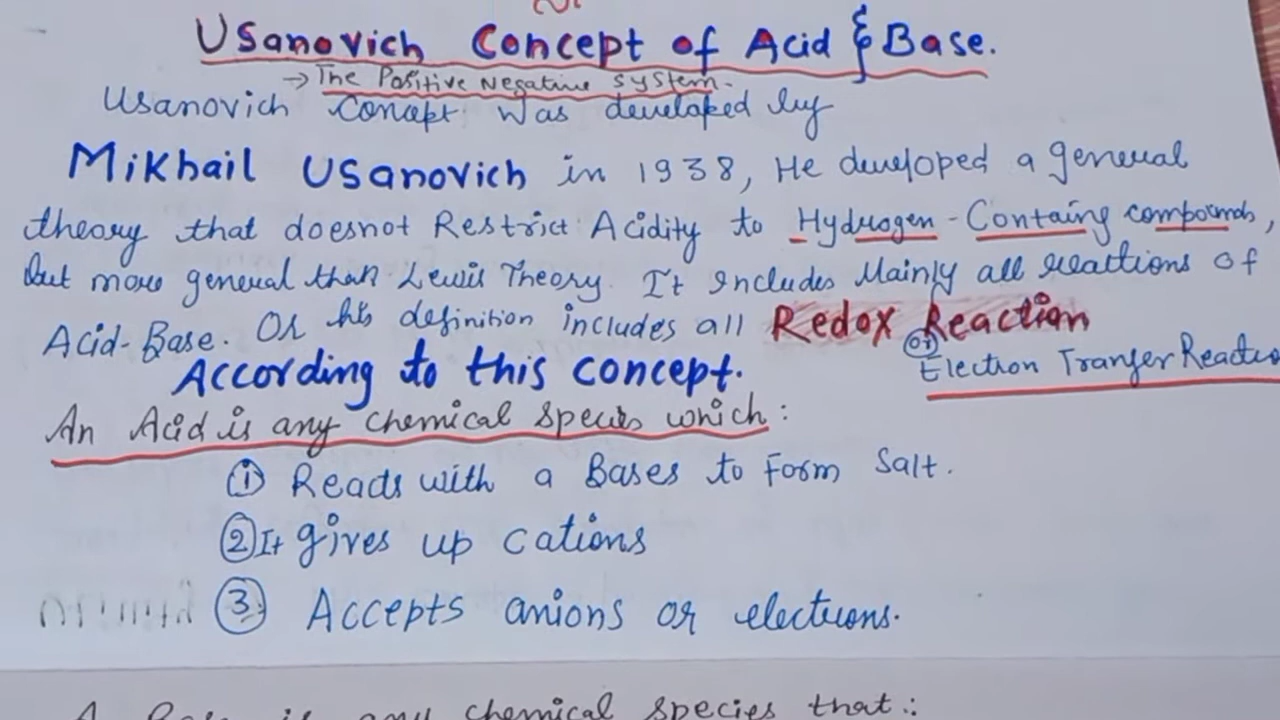 Usanovich Concept of Acid & Base.
→ The Positive Negative system.
Usanovich Concept was developed by
Mikhail Usanovich in 1938, He developed a general
theory that doesnot Restrict Acidity to Hydrogen-Containg compounds,
but more general than Lewis Theory. It Includes Mainly all reactions of
Acid-Base. Or his definition includes all Redox Reaction
(or)
Election Tranfer Reactio
According to this concept.
An Acid is any chemical species which:
① Reads with a Bases to Form Salt.
② It gives up cations
③ Accepts anions or electrons.
A Base is any chemical species that: